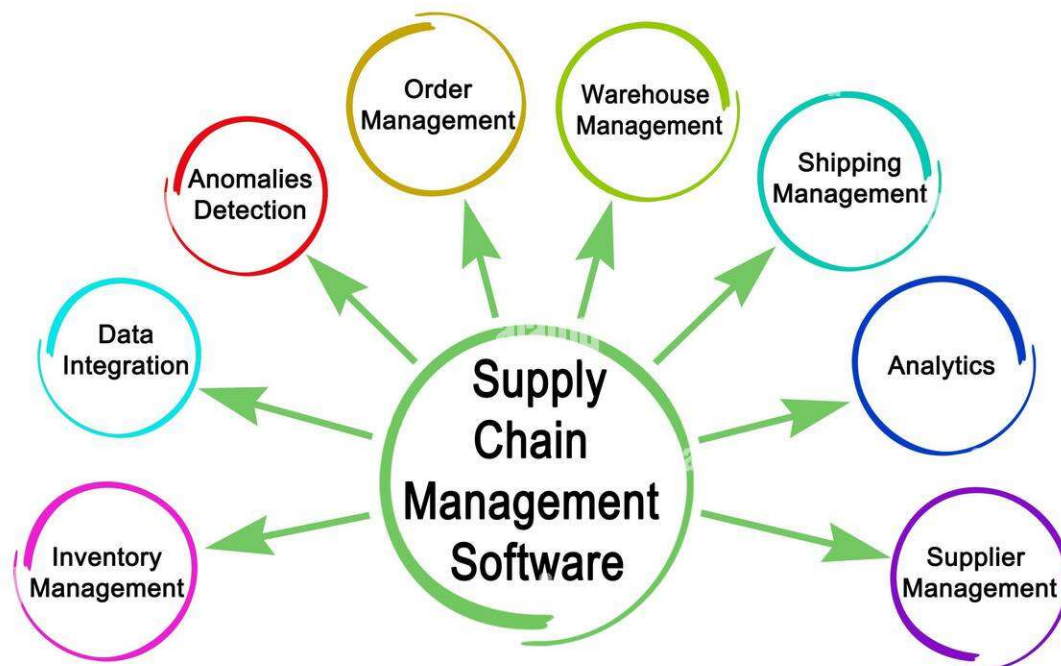 Order
Management
Warehouse
Management
Anomalies
Detection
Shipping
Management
Data
Integration
Analytics
Supply
Chain
Management
Software
Inventory
Management
Supplier
Management